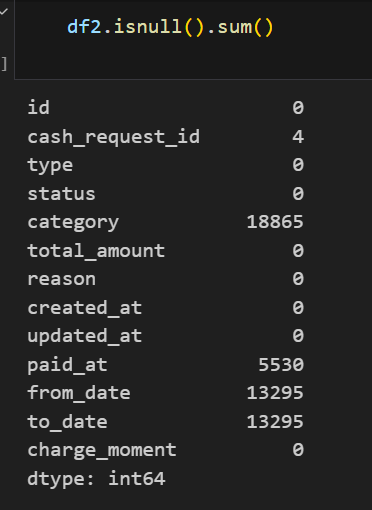 df2.isnull().sum()
]
id 0
cash_request_id 4
type 0
status 0
category 18865
total_amount 0
reason 0
created_at 0
updated_at 0
paid_at 5530
from_date 13295
to_date 13295
charge_moment 0
dtype: int64